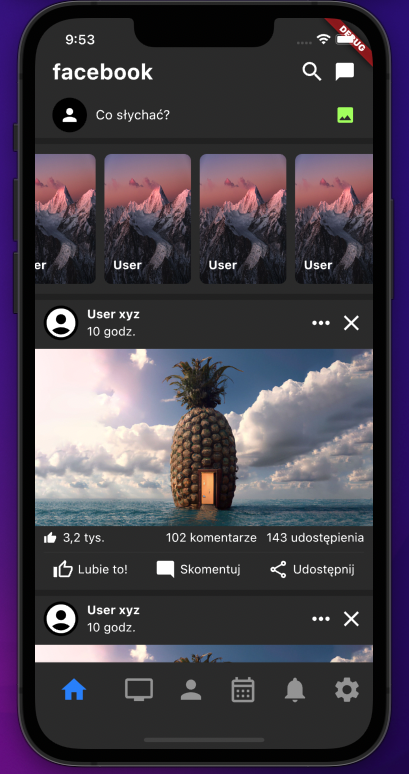 9:53
DEBUG
facebook
Co słychać?
er
User
User
User
User xyz
10 godz.
3,2 tys.
102 komentarze
143 udostępienia
Lubie to!
Skomentuj
Udostępnij
User xyz
10 godz.